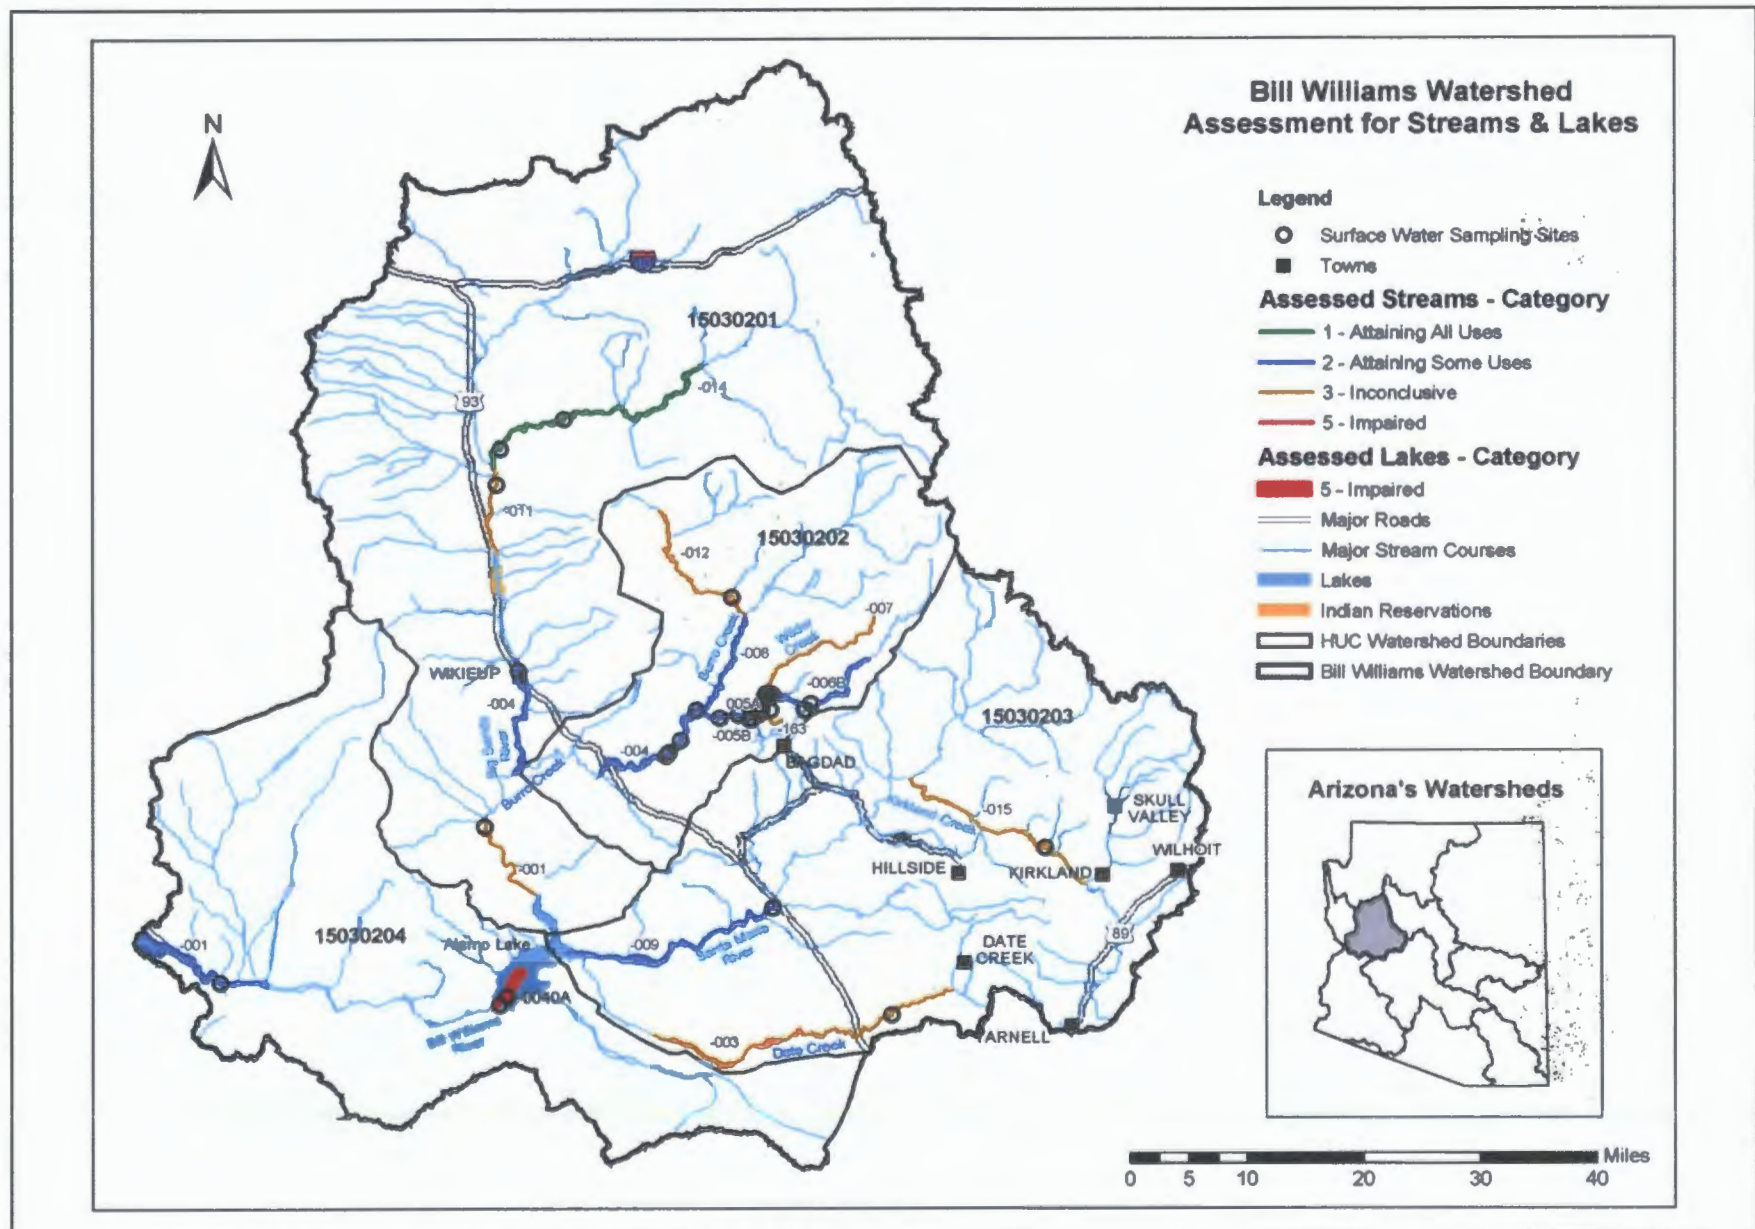 Bill Williams Watershed
Assessment for Streams & Lakes
N
Legend
Surface Water Sampling Sites
Towns
Assessed Streams - Category
1 - Attaining All Uses
2 - Attaining Some Uses
3 - Inconclusive
5 - Impaired
Assessed Lakes - Category
5 - Impaired
Major Roads
Major Stream Courses
Lakes
Indian Reservations
HUC Watershed Boundaries
Bill Williams Watershed Boundary
15030201
-014
93
-011
15030202
-012
-007
Burro Creek
-008
WIKIEUP
-006B
-004
005A
-005B
-163
15030203
Big Sandy
River
-004
BAGDAD
Burro Creek
Kirkland Creek
-015
SKULL
VALLEY
WILHOIT
HILLSIDE
KIRKLAND
-001
15030204
-001
Alamo Lake
-009
Santa Maria
River
89
DATE
CREEK
-0040A
Bill Williams
River
-003
Date Creek
YARNELL
Arizona's Watersheds
Miles
0 5 10 20 30 40